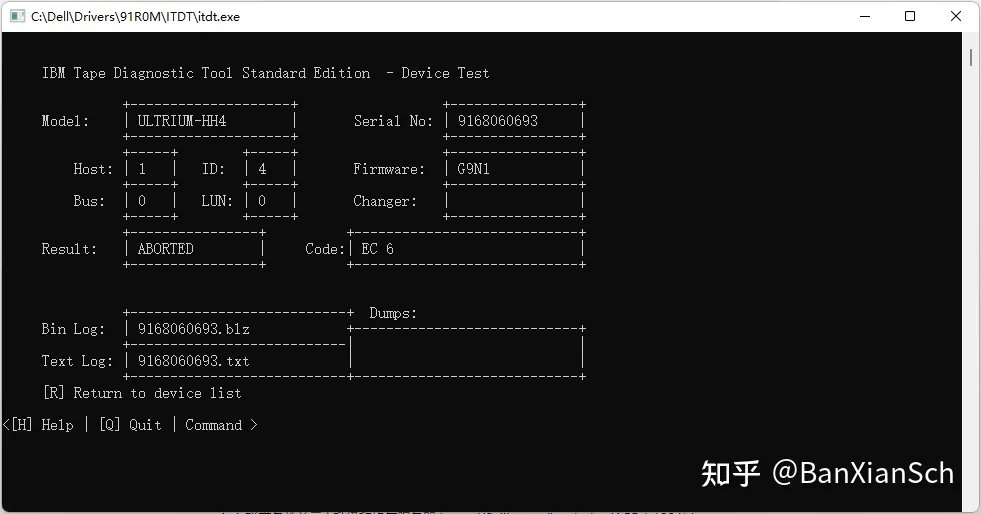 C:\Dell\Drivers\91R0M\ITDT\itdt.exe
IBM Tape Diagnostic Tool Standard Edition - Device Test
Model: ULTRIUM-HH4 Serial No: 9168060693
Host: 1 ID: 4 Firmware: G9N1
Bus: 0 LUN: 0 Changer:
Result: ABORTED Code: EC 6
Dumps:
Bin Log: 9168060693.blz
Text Log: 9168060693.txt
[R] Return to device list
<[H] Help | [Q] Quit | Command >
知乎 @BanXianSch